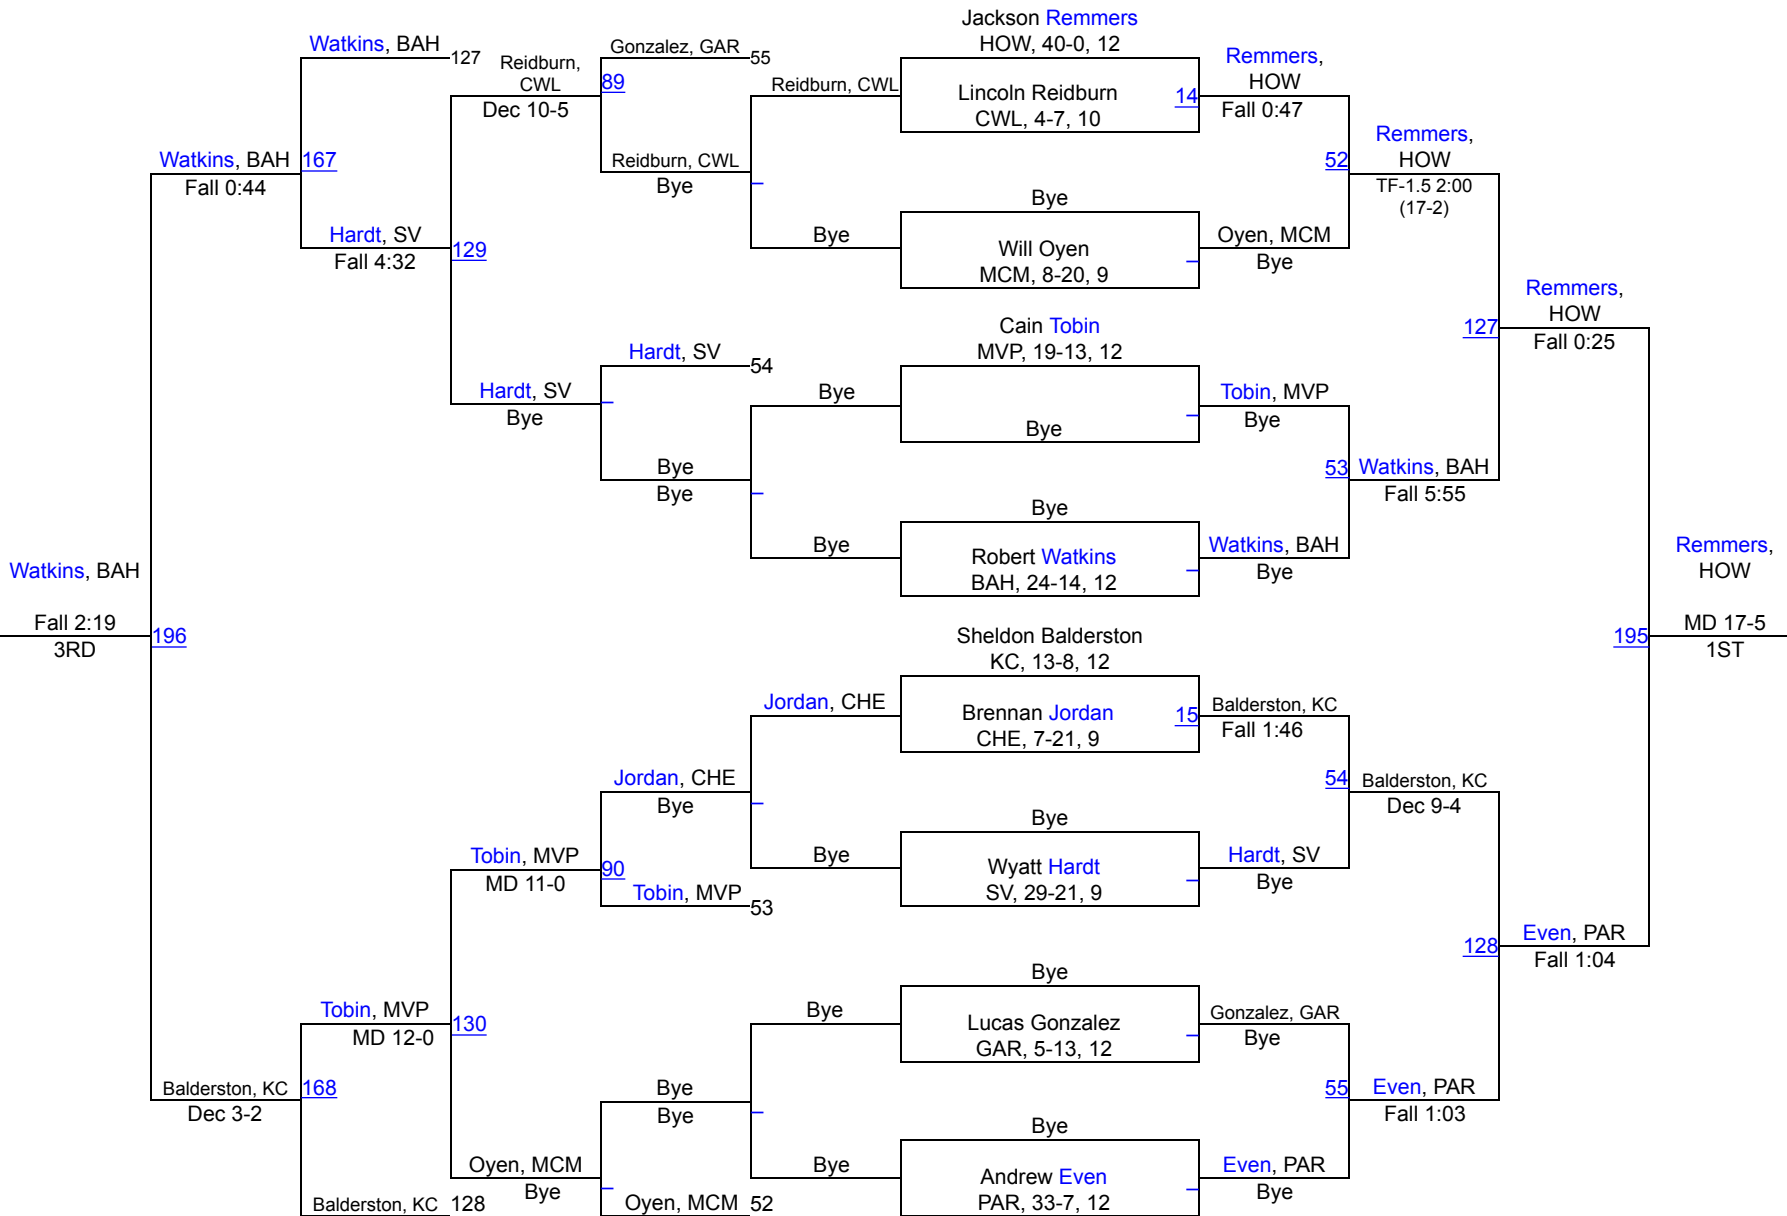 Jackson Remmers
HOW, 40-0, 12
Watkins, BAH
127
Gonzalez, GAR
55
Reidburn,
CWL
Dec 10-5
89
Reidburn, CWL
Lincoln Reidburn
CWL, 4-7, 10
14
Remmers,
HOW
Fall 0:47
Remmers,
HOW
TF-1.5 2:00
(17-2)
52
Watkins, BAH
Fall 0:44
167
Reidburn, CWL
Bye
–
Bye
Hardt, SV
Fall 4:32
129
Bye
Will Oyen
MCM, 8-20, 9
–
Oyen, MCM
Bye
Remmers,
HOW
Fall 0:25
127
Cain Tobin
MVP, 19-13, 12
Hardt, SV
54
Hardt, SV
Bye
–
Bye
Bye
–
Tobin, MVP
Bye
Bye
Bye
–
53
Watkins, BAH
Fall 5:55
Bye
Bye
Robert Watkins
BAH, 24-14, 12
–
Watkins, BAH
Bye
Watkins, BAH
Fall 2:19
3RD
196
Remmers,
HOW
MD 17-5
1ST
195
Sheldon Balderston
KC, 13-8, 12
Jordan, CHE
Brennan Jordan
CHE, 7-21, 9
15
Balderston, KC
Fall 1:46
Jordan, CHE
Bye
–
54
Balderston, KC
Dec 9-4
Bye
Bye
Wyatt Hardt
SV, 29-21, 9
–
Hardt, SV
Bye
Tobin, MVP
MD 11-0
90
Tobin, MVP
53
128
Even, PAR
Fall 1:04
Bye
Bye
Lucas Gonzalez
GAR, 5-13, 12
–
Gonzalez, GAR
Bye
Tobin, MVP
MD 12-0
130
Balderston, KC
Dec 3-2
168
Bye
Bye
–
55
Even, PAR
Fall 1:03
Bye
Oyen, MCM
Bye
–
Bye
Andrew Even
PAR, 33-7, 12
–
Even, PAR
Bye
Balderston, KC
128
Oyen, MCM
52